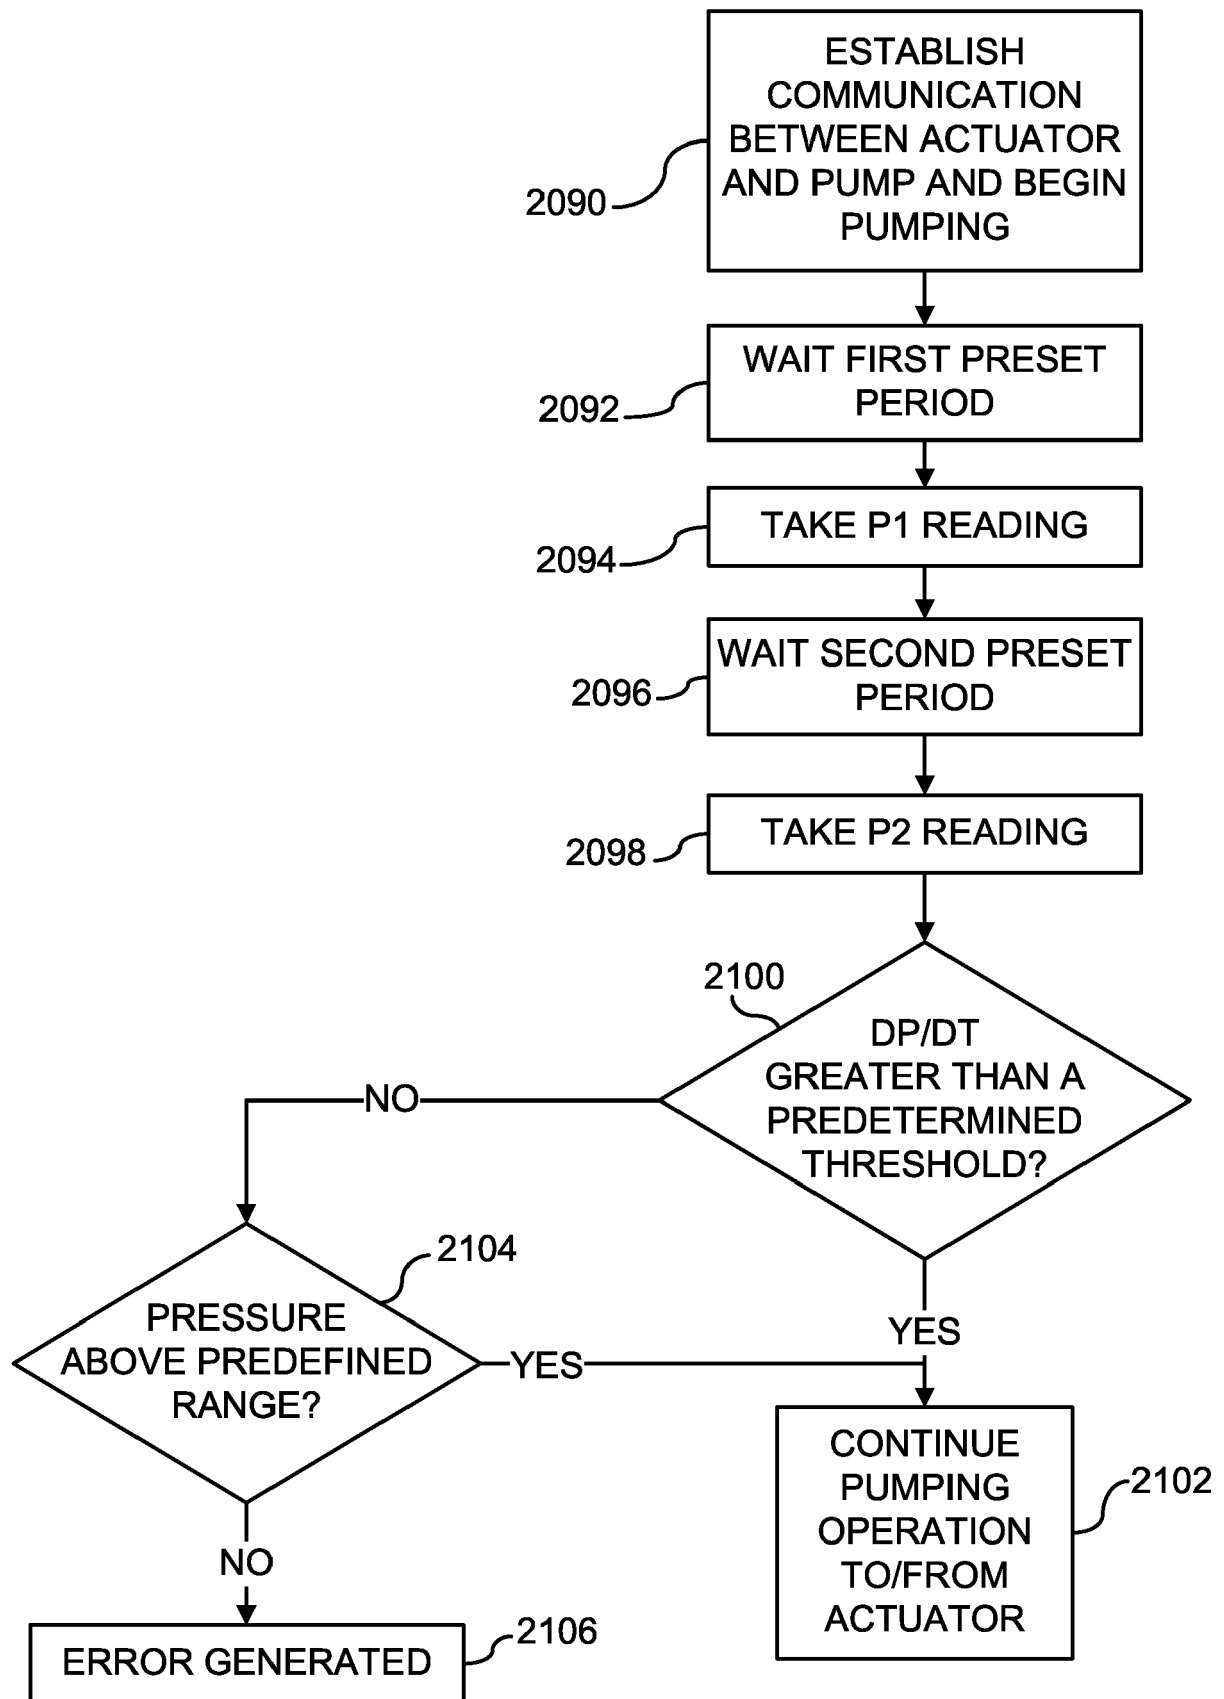 ESTABLISH
COMMUNICATION
BETWEEN ACTUATOR
AND PUMP AND BEGIN
PUMPING
2090
WAIT FIRST PRESET
PERIOD
2092
TAKE P1 READING
2094
WAIT SECOND PRESET
PERIOD
2096
TAKE P2 READING
2098
2100
DP/DT
GREATER THAN A
PREDETERMINED
THRESHOLD?
NO
YES
2104
PRESSURE
ABOVE PREDEFINED
RANGE?
YES
NO
CONTINUE
PUMPING
OPERATION
TO/FROM
ACTUATOR
2102
ERROR GENERATED
2106